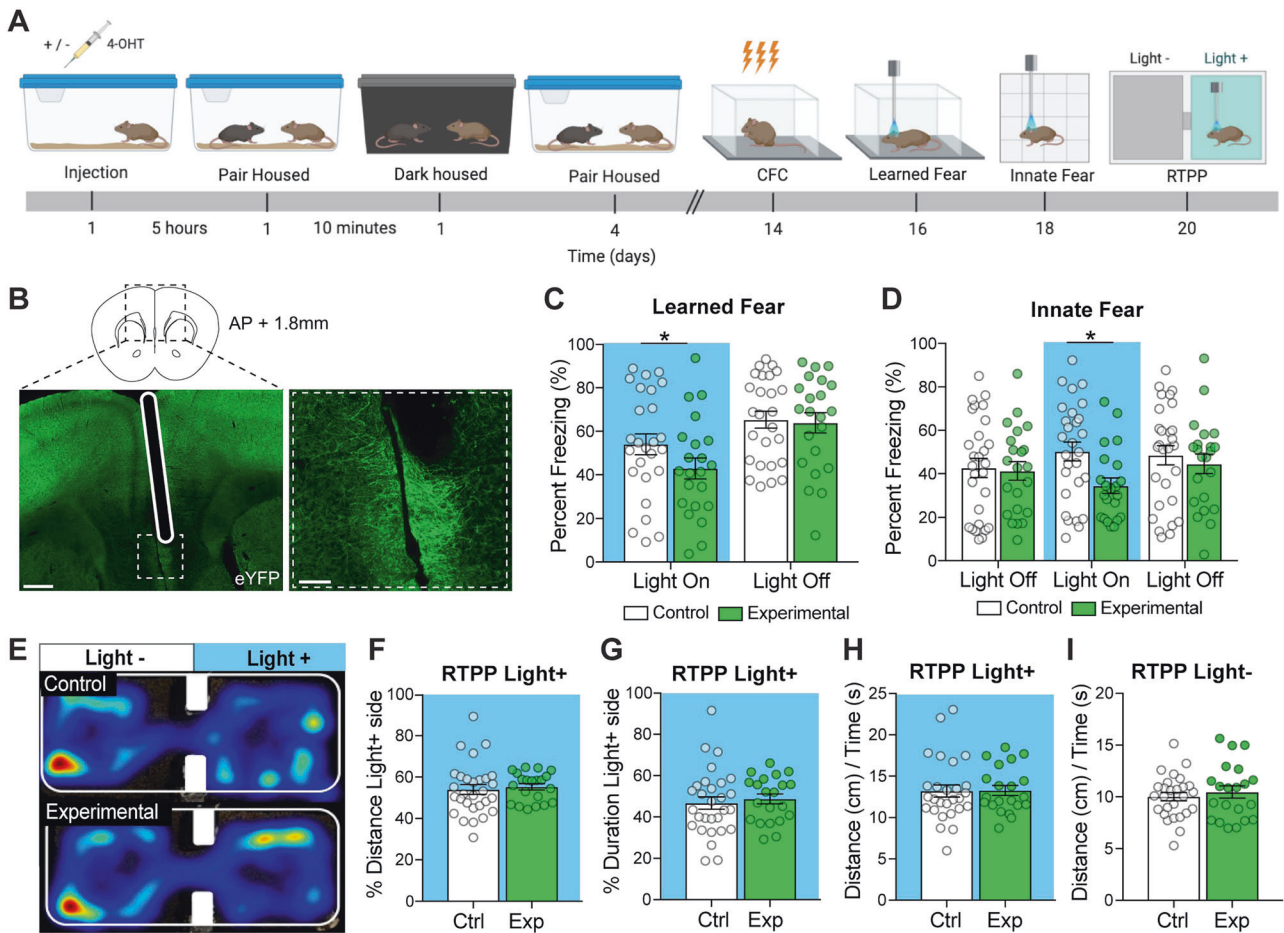 A
+ / -
4-OHT
Light -
Light +
Injection
Pair Housed
Dark housed
Pair Housed
CFC
Learned Fear
Innate Fear
RTPP
1
5 hours
1
10 minutes
1
4
14
16
18
20
Time (days)
B
AP + 1.8mm
eYFP
C
Learned Fear
*
Percent Freezing (%)
100
80
60
40
20
0
Light On
Light Off
Control
Experimental
D
Innate Fear
*
Percent Freezing (%)
100
80
60
40
20
0
Light Off
Light On
Light Off
Control
Experimental
E
Light -
Light +
Control
Experimental
F
RTPP Light+
% Distance Light+ side
100
80
60
40
20
0
Ctrl
Exp
G
RTPP Light+
% Duration Light+ side
100
80
60
40
20
0
Ctrl
Exp
H
RTPP Light+
Distance (cm) / Time (s)
25
20
15
10
5
0
Ctrl
Exp
I
RTPP Light-
Distance (cm) / Time (s)
20
15
10
5
0
Ctrl
Exp